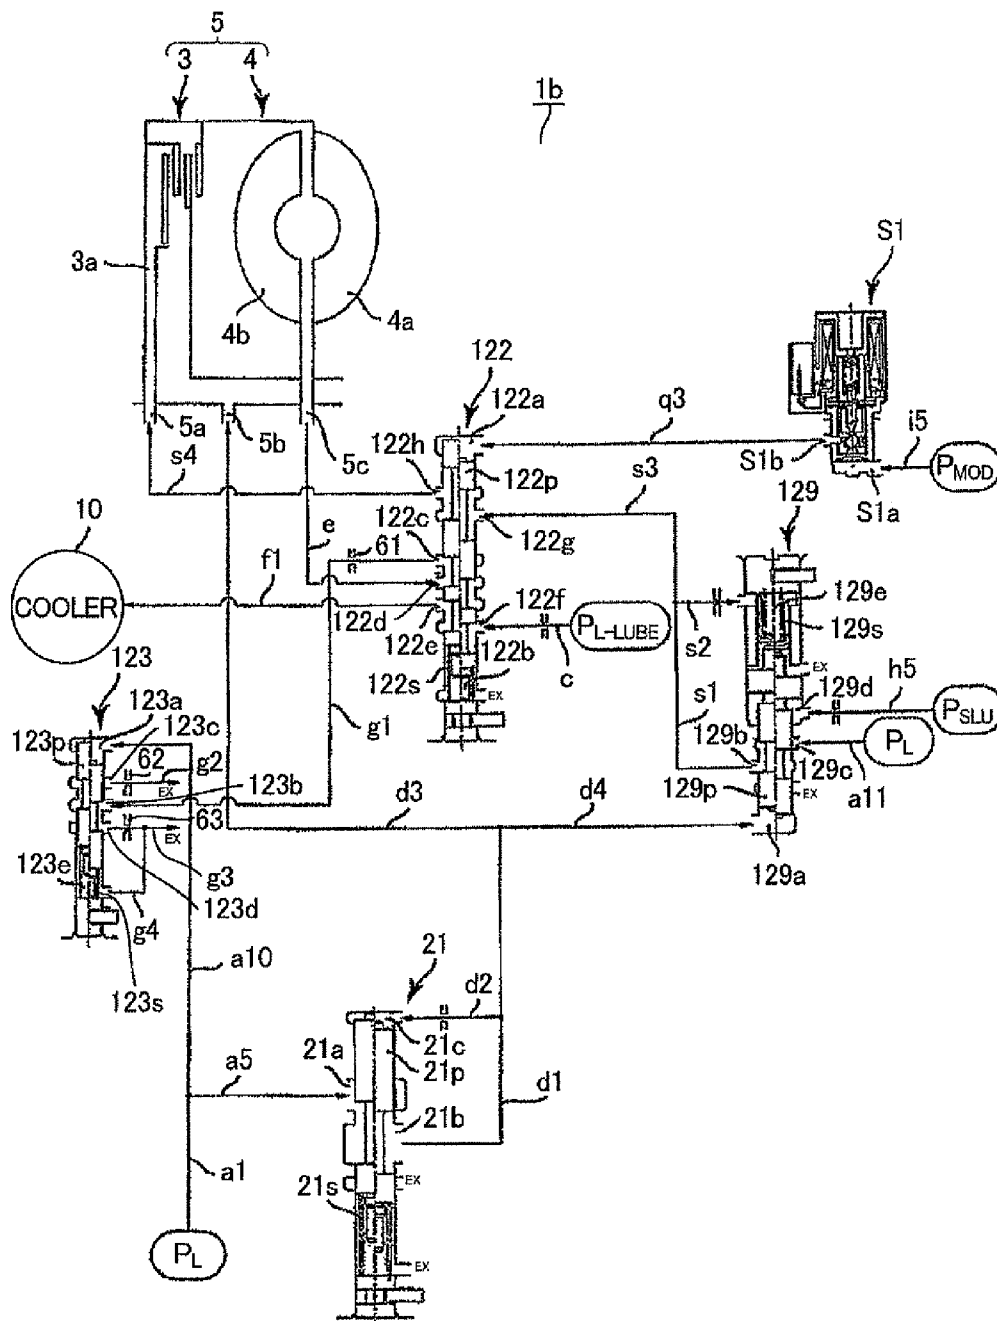 5
3 4
1b
3a
4b
4a
S1
122
122a
q3
i5
5a
5b
5c
122h
S1b
PMOD
s4
122p
s3
S1a
129
10
e
122c
61
122g
f1
COOLER
122d
122f
129e
122e
PL-LUBE
129s
s2
123
122b
c
EX
123a
122s
EX
129d
h5
123p
123c
g1
s1
PSLU
62
g2
129b
PL
EX
123b
129c
63
129p
a11
EX
d3
d4
EX
123e
g3
129a
123d
g4
a10
123s
21
d2
21a
21c
a5
21p
d1
21b
a1
EX
21s
PL
EX